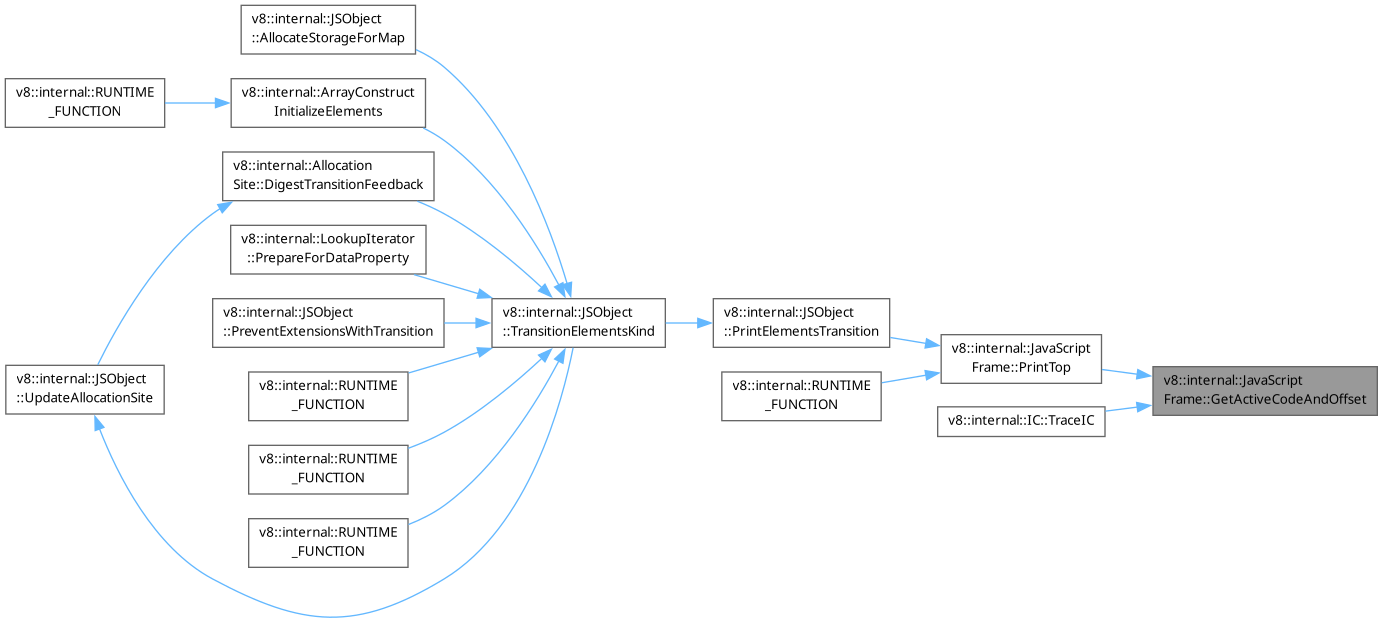 v8::internal::JSObject
::AllocateStorageForMap
v8::internal::RUNTIME
_FUNCTION
v8::internal::ArrayConstruct
InitializeElements
v8::internal::Allocation
Site::DigestTransitionFeedback
v8::internal::LookupIterator
::PrepareForDataProperty
v8::internal::JSObject
::PreventExtensionsWithTransition
v8::internal::JSObject
::TransitionElementsKind
v8::internal::JSObject
::PrintElementsTransition
v8::internal::JavaScript
Frame::PrintTop
v8::internal::JavaScript
Frame::GetActiveCodeAndOffset
v8::internal::JSObject
::UpdateAllocationSite
v8::internal::RUNTIME
_FUNCTION
v8::internal::RUNTIME
_FUNCTION
v8::internal::IC::TraceIC
v8::internal::RUNTIME
_FUNCTION
v8::internal::RUNTIME
_FUNCTION